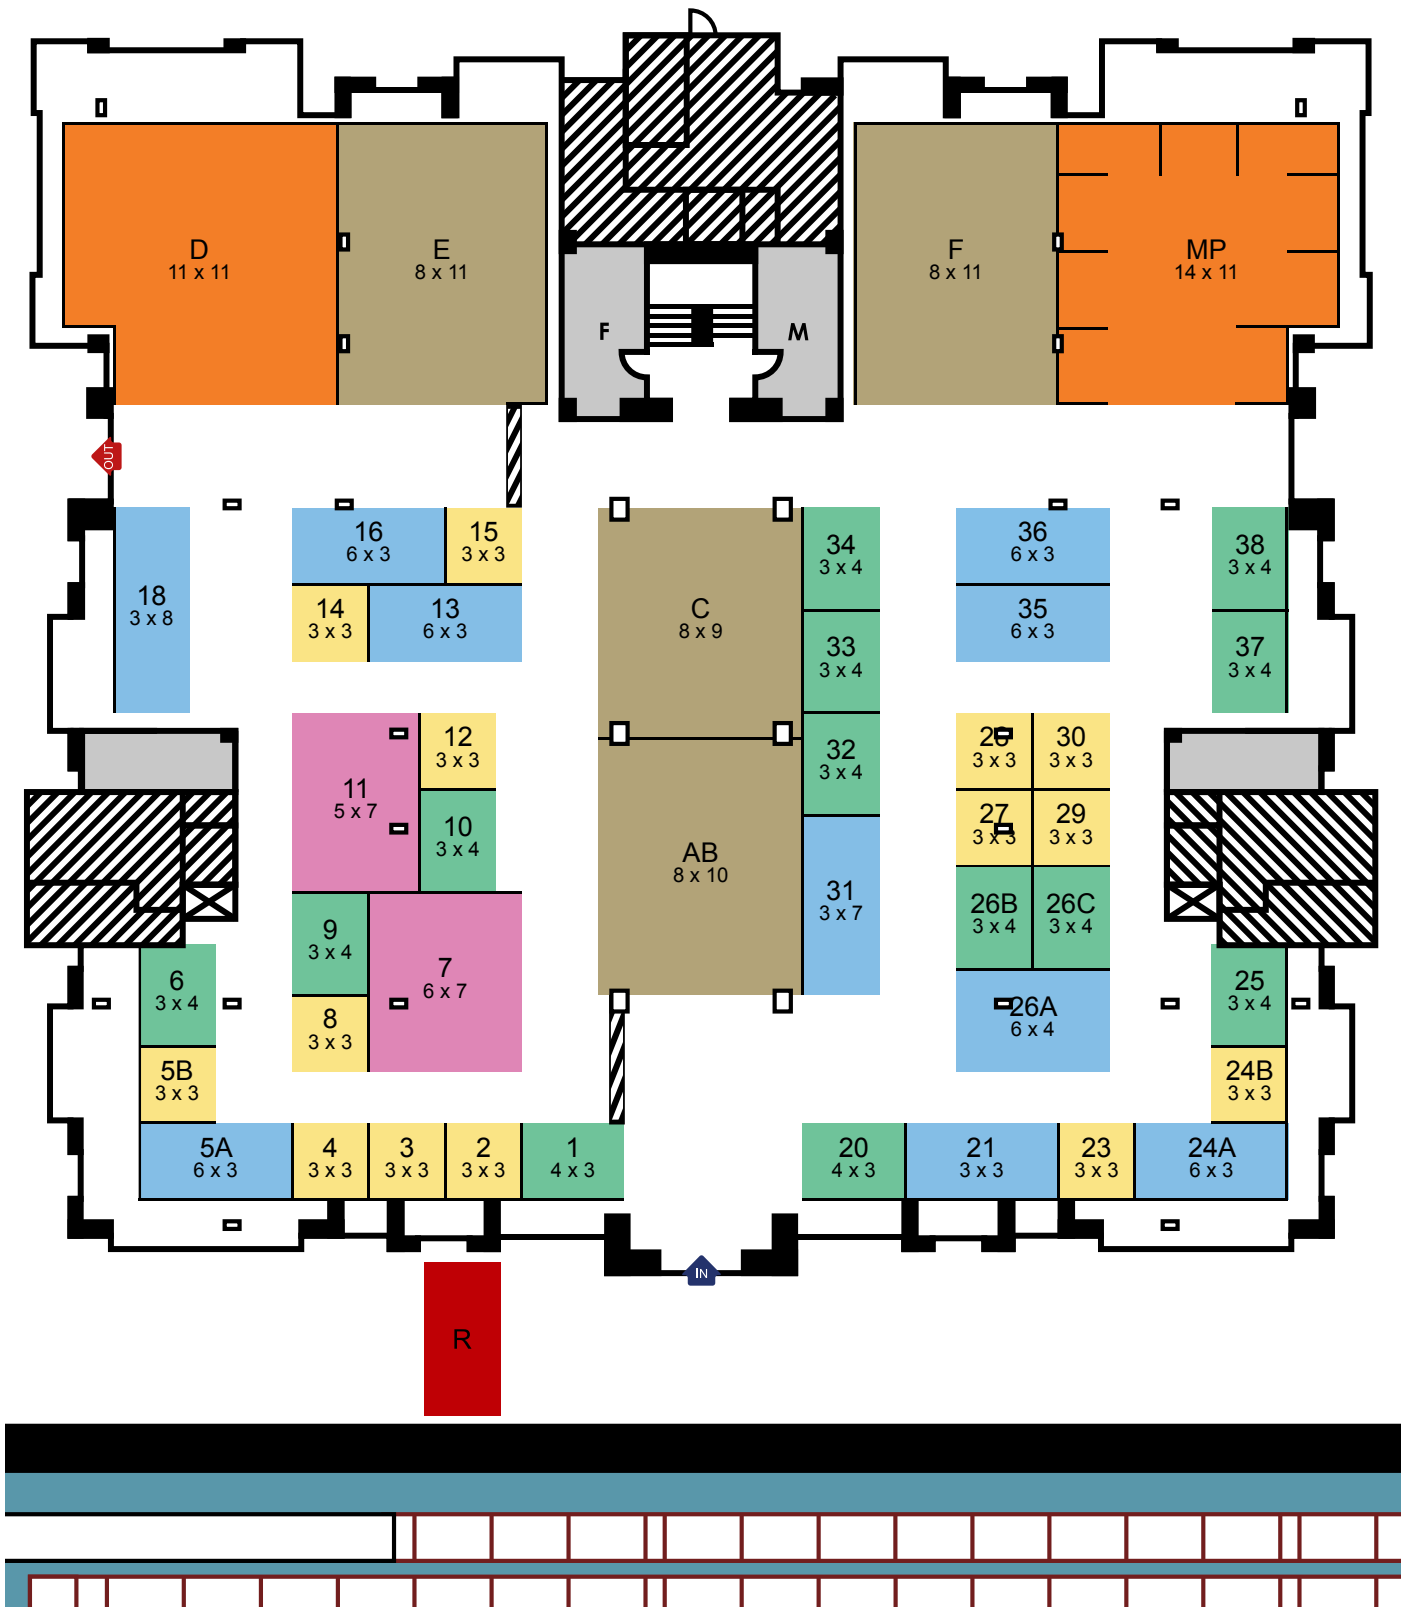 D
11 x 11
E
8 x 11
F
8 x 11
MP
14 x 11
F
M
OUT
16
6 x 3
15
3 x 3
14
3 x 3
13
6 x 3
18
3 x 8
C
8 x 9
34
3 x 4
33
3 x 4
32
3 x 4
36
6 x 3
35
6 x 3
38
3 x 4
37
3 x 4
11
5 x 7
12
3 x 3
10
3 x 4
AB
8 x 10
31
3 x 7
28
3 x 3
30
3 x 3
27
3 x 3
29
3 x 3
26B
3 x 4
26C
3 x 4
26A
6 x 4
9
3 x 4
7
6 x 7
8
3 x 3
6
3 x 4
5B
3 x 3
25
3 x 4
24B
3 x 3
5A
6 x 3
4
3 x 3
3
3 x 3
2
3 x 3
1
4 x 3
20
4 x 3
21
3 x 3
23
3 x 3
24A
6 x 3
IN
R